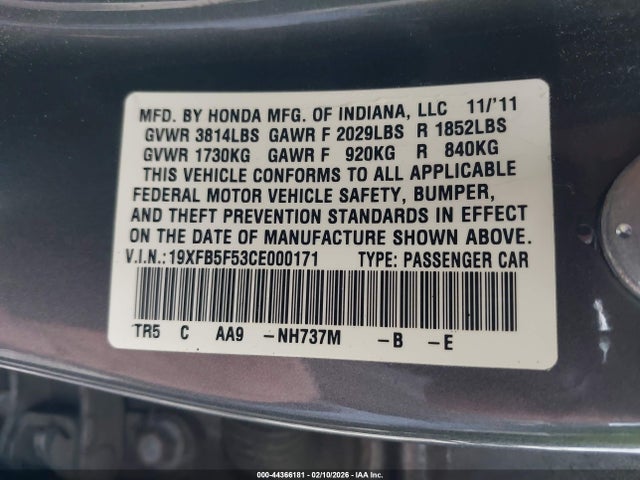 MFD. BY HONDA MFG. OF INDIANA, LLC 11/'11
GVWR 3814LBS GAWR F 2029LBS R 1852LBS
GVWR 1730KG GAWR F 920KG R 840KG
THIS VEHICLE CONFORMS TO ALL APPLICABLE
FEDERAL MOTOR VEHICLE SAFETY, BUMPER,
AND THEFT PREVENTION STANDARDS IN EFFECT
ON THE DATE OF MANUFACTURE SHOWN ABOVE.
V.I.N.:19XFB5F53CE000171 TYPE: PASSENGER CAR
TR5 C AA9 -NH737M -B -E
000-44366181 - 02/10/2026 - IAA Inc.